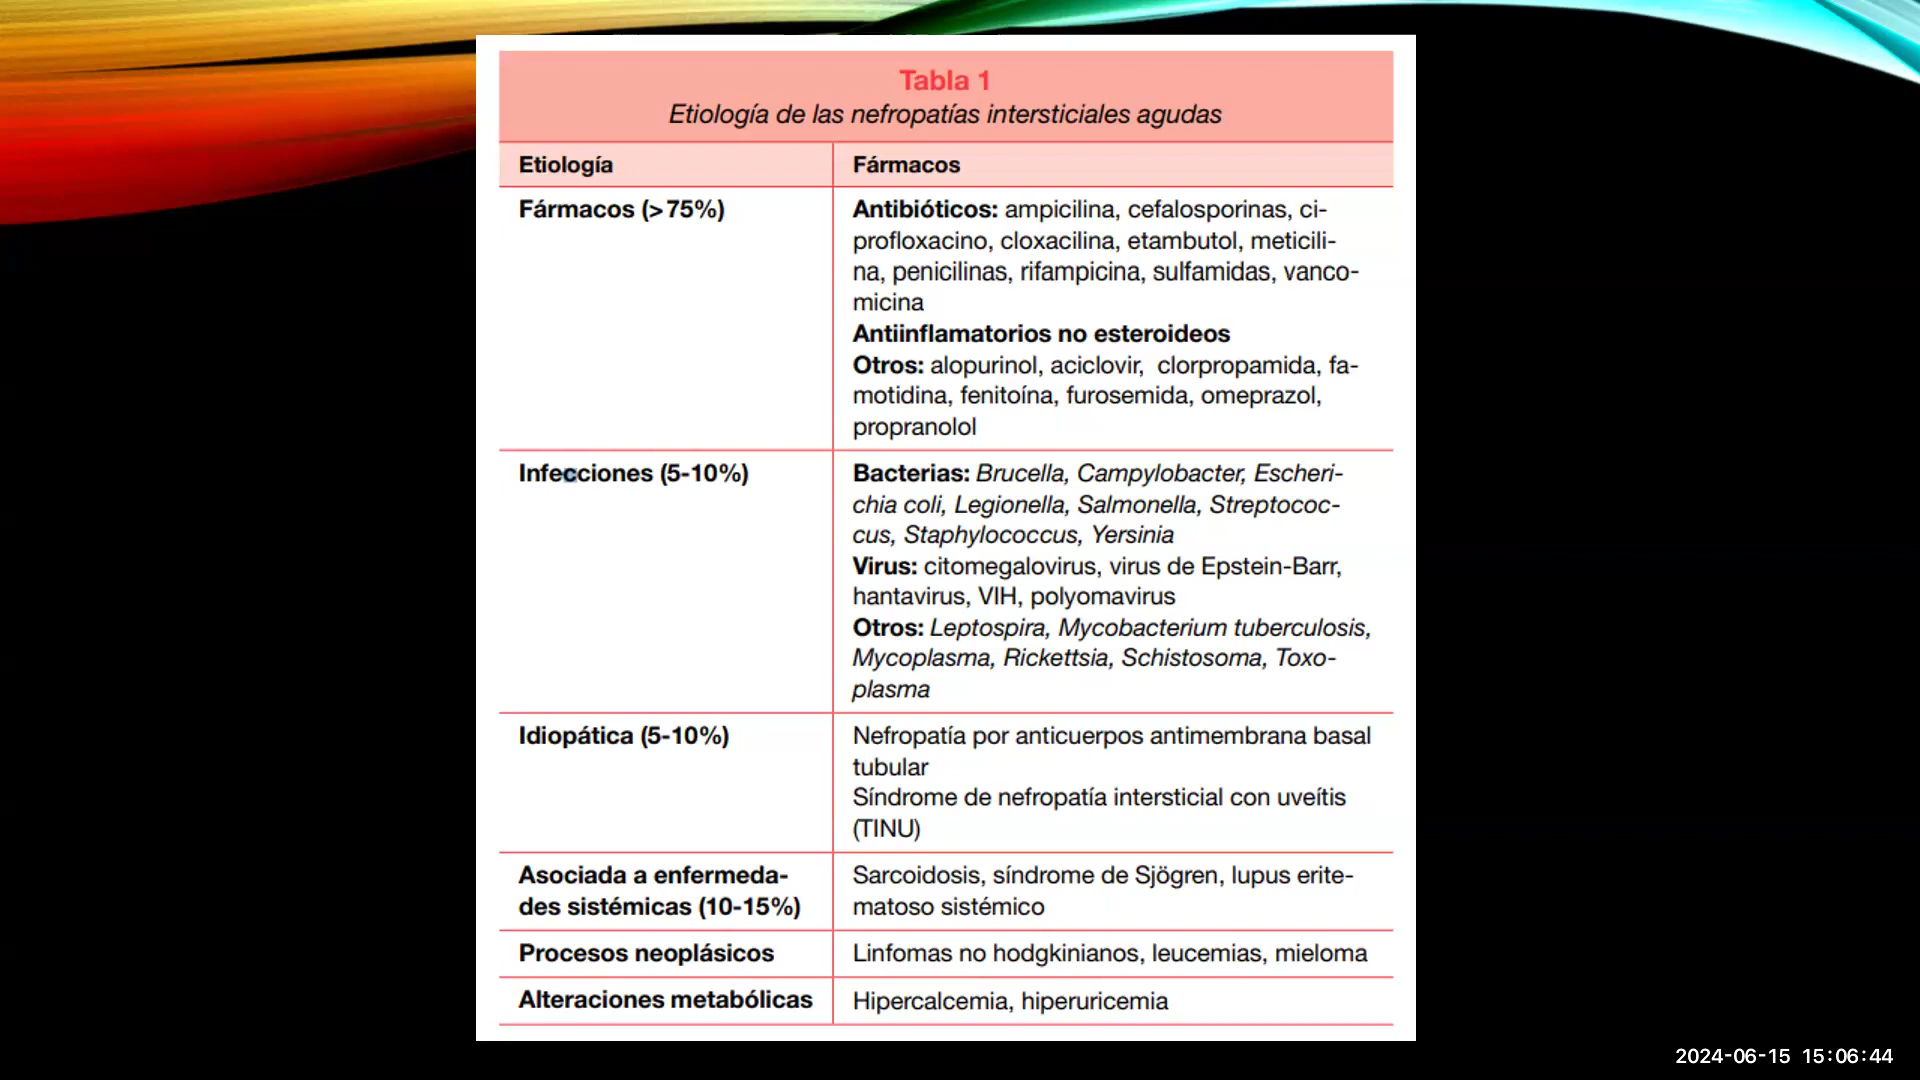 Tabla 1
Etiología de las nefropatías intersticiales agudas
Etiología
Fármacos
Fármacos (>75%)
Antibióticos: ampicilina, cefalosporinas, ci-
profloxacino, cloxacilina, etambutol, meticili-
na, penicilinas, rifampicina, sulfamidas, vanco-
micina
Antiinflamatorios no esteroideos
Otros: alopurinol, aciclovir, clorpropamida, fa-
motidina, fenitoína, furosemida, omeprazol,
propranolol
Infecciones (5-10%)
Bacterias: Brucella, Campylobacter, Escheri-
chia coli, Legionella, Salmonella, Streptococ-
cus, Staphylococcus, Yersinia
Virus: citomegalovirus, virus de Epstein-Barr,
hantavirus, VIH, polyomavirus
Otros: Leptospira, Mycobacterium tuberculosis,
Mycoplasma, Rickettsia, Schistosoma, Toxo-
plasma
Idiopática (5-10%)
Nefropatía por anticuerpos antimembrana basal
tubular
Síndrome de nefropatía intersticial con uveítis
(TINU)
Asociada a enfermeda-
des sistémicas (10-15%)
Sarcoidosis, síndrome de Sjögren, lupus erite-
matoso sistémico
Procesos neoplásicos
Linfomas no hodgkinianos, leucemias, mieloma
Alteraciones metabólicas
Hipercalcemia, hiperuricemia
2024-06-15 15:06:44